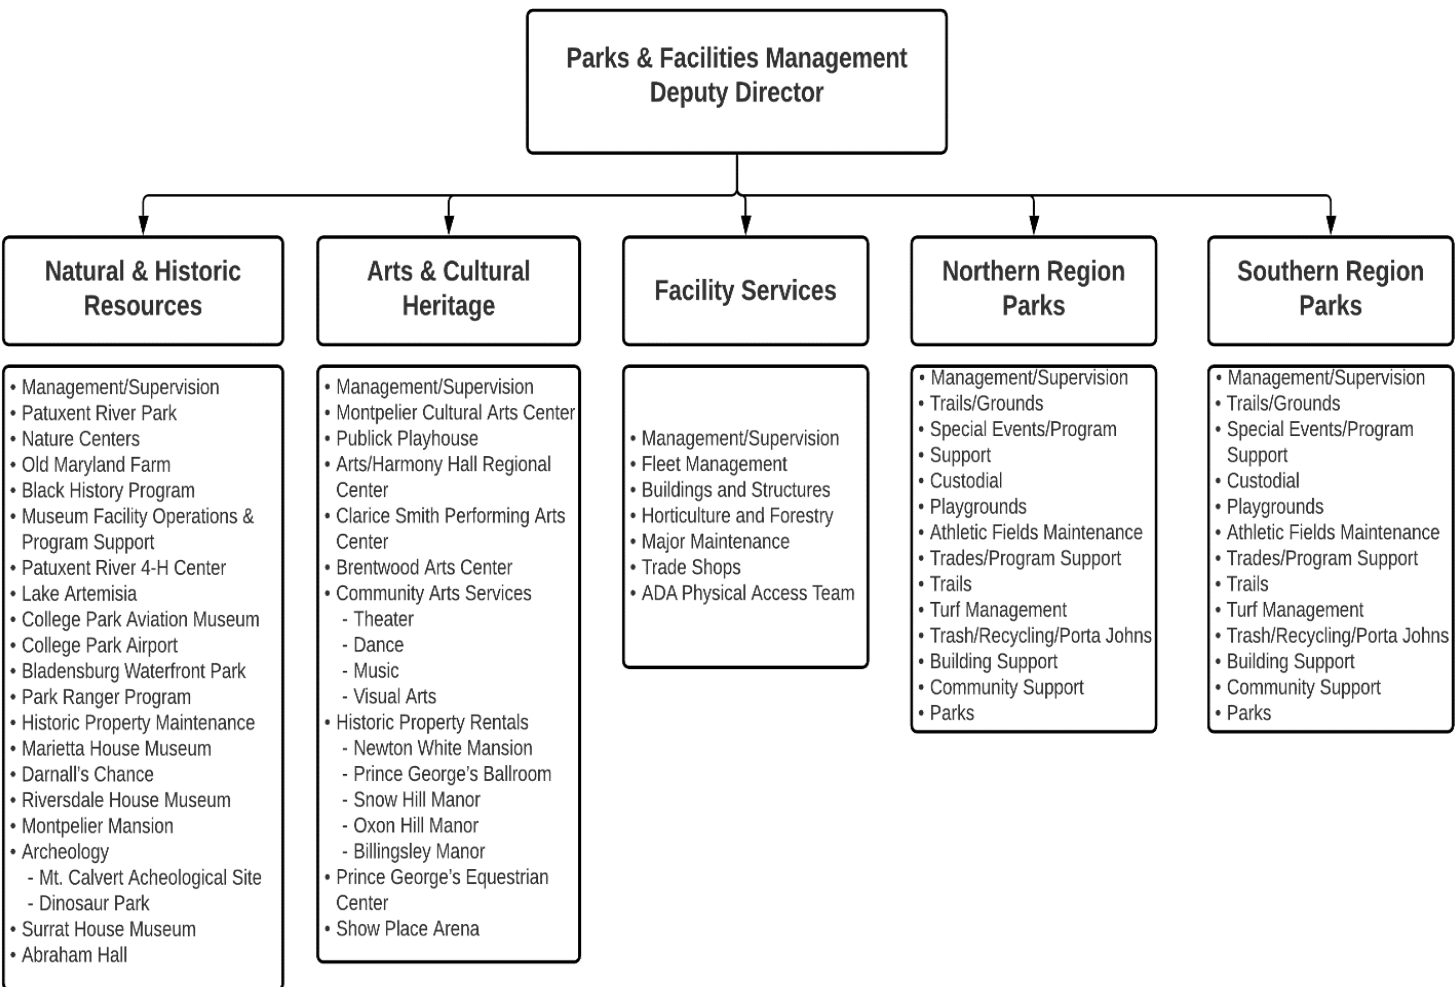 Parks & Facilities Management
Deputy Director
Natural & Historic
Resources
• Management/Supervision
• Patuxent River Park
• Nature Centers
• Old Maryland Farm
• Black History Program
• Museum Facility Operations &
Program Support
• Patuxent River 4-H Center
• Lake Artemisia
• College Park Aviation Museum
• College Park Airport
• Bladensburg Waterfront Park
• Park Ranger Program
• Historic Property Maintenance
• Marietta House Museum
• Darnall’s Chance
• Riversdale House Museum
• Montpelier Mansion
• Archeology
- Mt. Calvert Acheological Site
- Dinosaur Park
• Surrat House Museum
• Abraham Hall
Arts & Cultural
Heritage
• Management/Supervision
• Montpelier Cultural Arts Center
• Publick Playhouse
• Arts/Harmony Hall Regional
Center
• Clarice Smith Performing Arts
Center
• Brentwood Arts Center
• Community Arts Services
- Theater
- Dance
- Music
- Visual Arts
• Historic Property Rentals
- Newton White Mansion
- Prince George’s Ballroom
- Snow Hill Manor
- Oxon Hill Manor
- Billingsley Manor
• Prince George’s Equestrian
Center
• Show Place Arena
Facility Services
• Management/Supervision
• Fleet Management
• Buildings and Structures
• Horticulture and Forestry
• Major Maintenance
• Trade Shops
• ADA Physical Access Team
Northern Region
Parks
• Management/Supervision
• Trails/Grounds
• Special Events/Program
• Support
• Custodial
• Playgrounds
• Athletic Fields Maintenance
• Trades/Program Support
• Trails
• Turf Management
• Trash/Recycling/Porta Johns
• Building Support
• Community Support
• Parks
Southern Region
Parks
• Management/Supervision
• Trails/Grounds
• Special Events/Program
Support
• Custodial
• Playgrounds
• Athletic Fields Maintenance
• Trades/Program Support
• Trails
• Turf Management
• Trash/Recycling/Porta Johns
• Building Support
• Community Support
• Parks